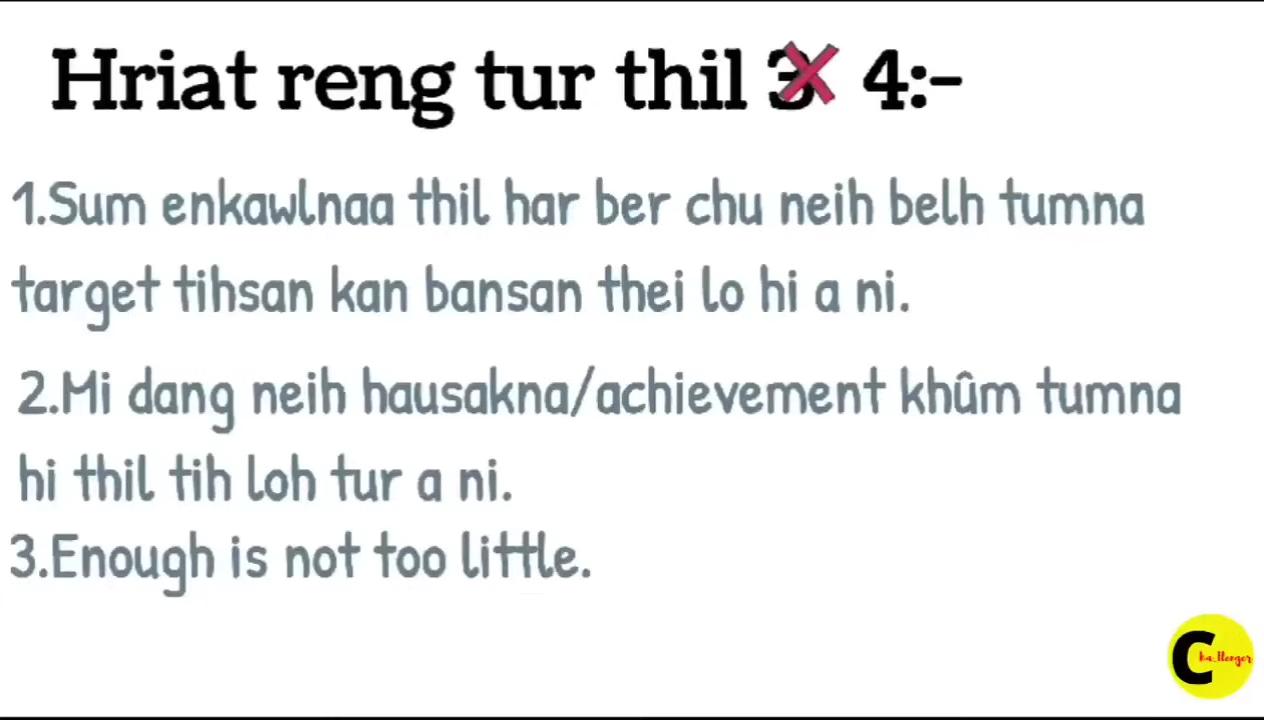 Hriat reng tur thil 3 4:-
1.Sum enkawlnaa thil har ber chu neih belh tumna
target tihsan kan bansan thei lo hi a ni.
2.Mi dang neih hausakna/achievement khûm tumna
hi thil tih loh tur a ni.
3.Enough is not too little.